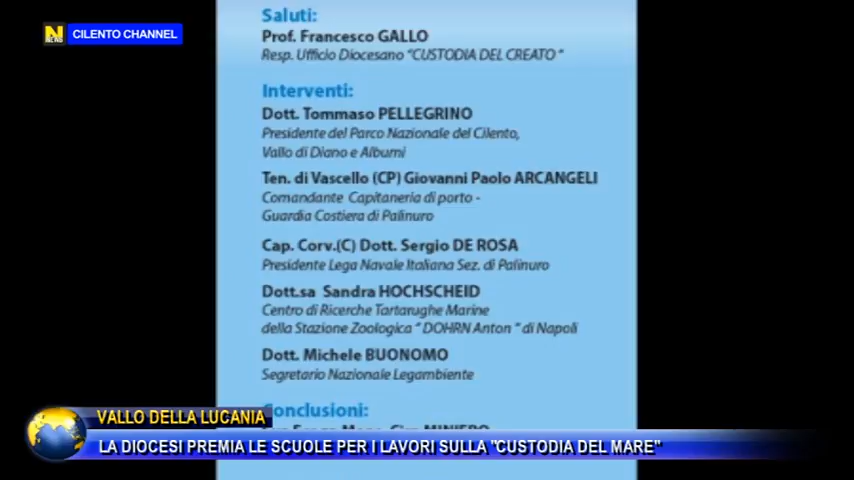 CILENTO CHANNEL
Saluti:
Prof. Francesco GALLO
Resp. Ufficio Diocesano "CUSTODIA DEL CREATO"
Interventi:
Dott. Tommaso PELLEGRINO
Presidente del Parco Nazionale del Cilento,
Vallo di Diano e Alburni
Ten. di Vascello (CP) Giovanni Paolo ARCANGELI
Comandante Capitaneria di porto -
Guardia Costiera di Palinuro
Cap. Corv.(C) Dott. Sergio DE ROSA
Presidente Lega Navale Italiana Sez. di Palinuro
Dott.sa Sandra HOCHSCHEID
Centro di Ricerche Tartarughe Marine
della Stazione Zoologica " DOHRN Anton " di Napoli
Dott. Michele BUONOMO
Segretario Nazionale Legambiente
Conclusioni:
VALLO DELLA LUCANIA
LA DIOCESI PREMIA LE SCUOLE PER I LAVORI SULLA "CUSTODIA DEL MARE"